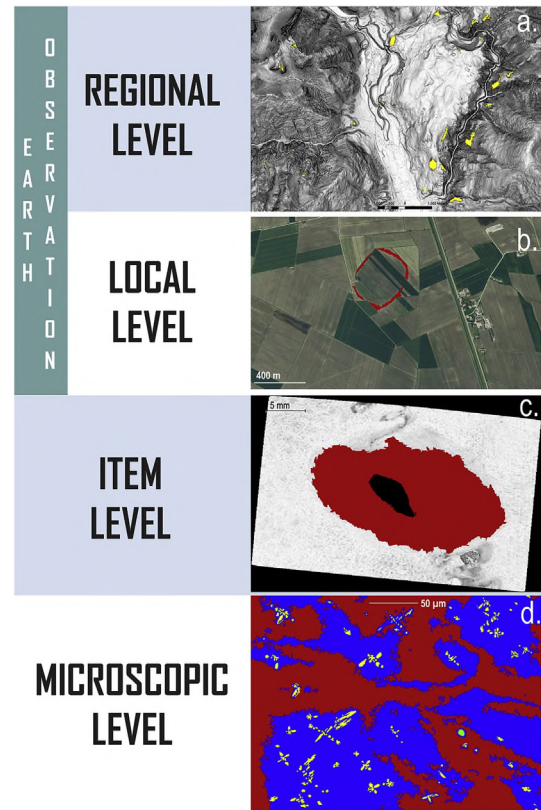 EARTH
OBSERVATION
REGIONAL
LEVEL
a.
LOCAL
LEVEL
b.
400 m
ITEM
LEVEL
c.
5 mm
MICROSCOPIC
LEVEL
d.
50 µm